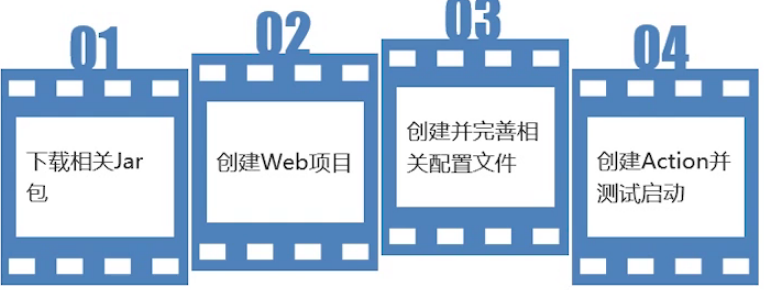 01
下载相关Jar
包
02
创建Web项目
03
创建并完善相
关配置文件
04
创建Action并
测试启动